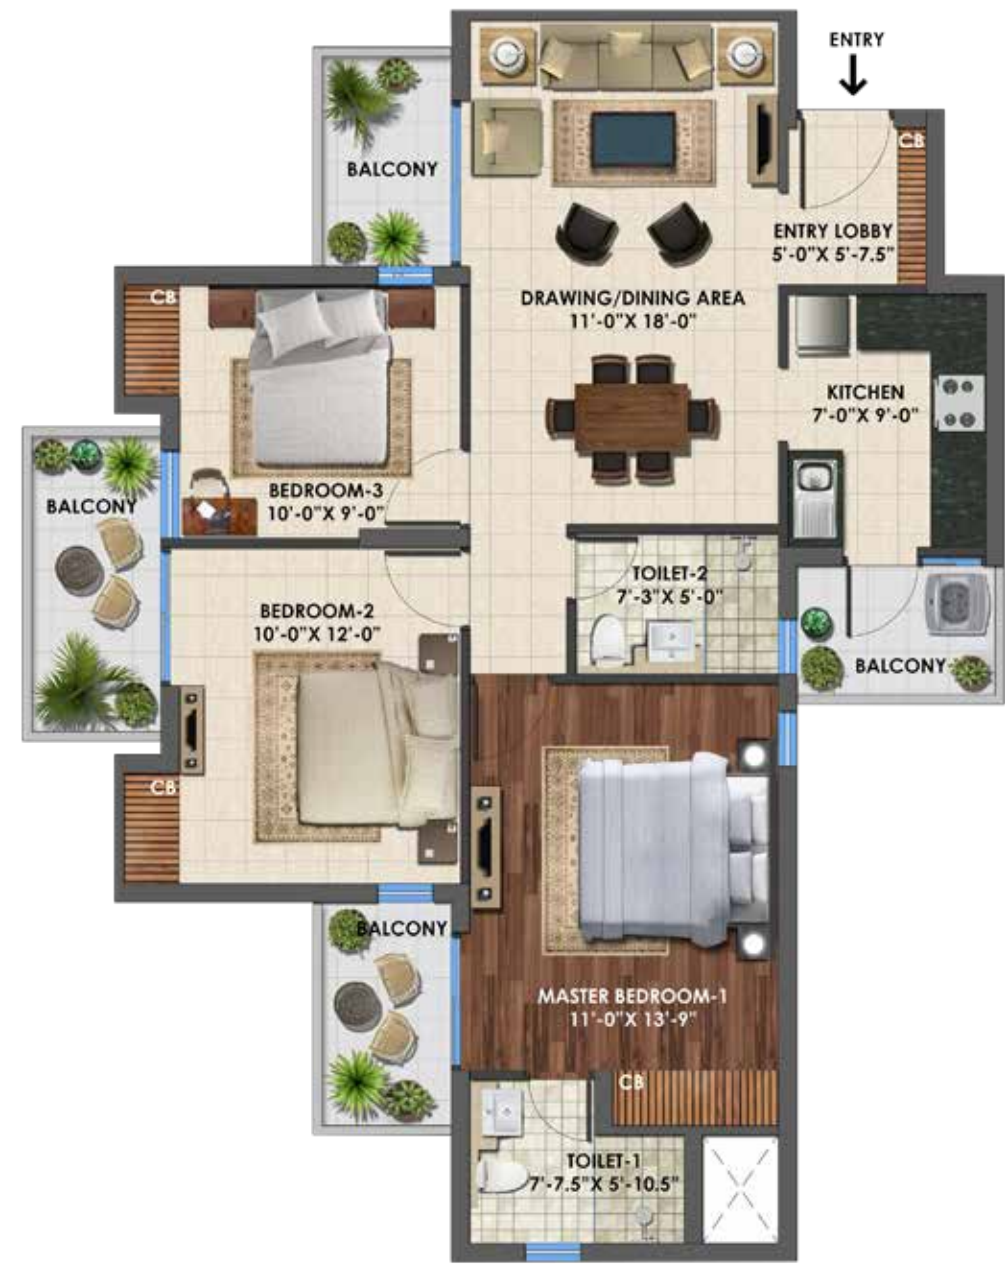 ENTRY
CB
BALCONY
ENTRY LOBBY
5'-0"X 5'-7.5"
CB
DRAWING/DINING AREA
11'-0"X 18'-0"
KITCHEN
7'-0"X 9'-0"
BEDROOM-3
10'-0"X 9'-0"
BALCONY
TOILET-2
7'-3"X 5'-0"
BEDROOM-2
10'-0"X 12'-0"
BALCONY
CB
BALCONY
MASTER BEDROOM-1
11'-0"X 13'-9"
CB
TOILET-1
7'-7.5"X 5'-10.5"